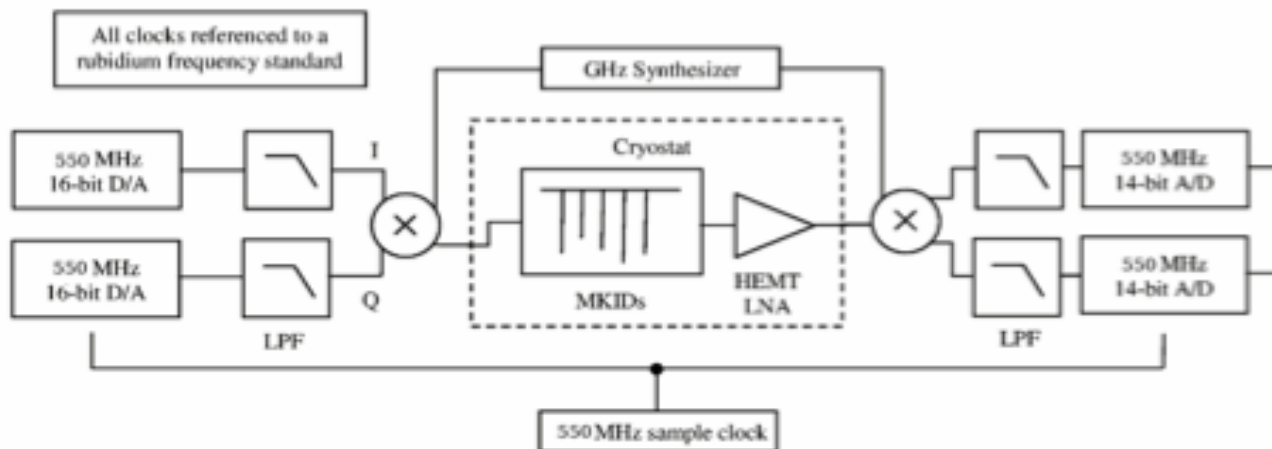 All clocks referenced to a
rubidium frequency standard
GHz Synthesizer
550 MHz
16-bit D/A
I
Cryostat
550 MHz
14-bit A/D
550 MHz
16-bit D/A
Q
LPF
MKIDs
HEMT
LNA
550 MHz
14-bit A/D
LPF
550 MHz sample clock